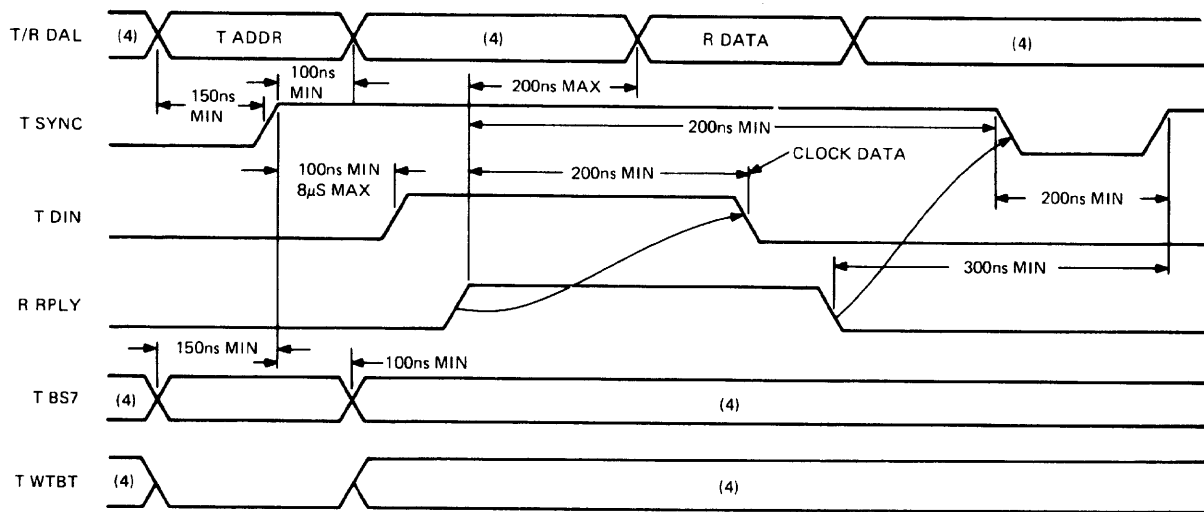 T/R DAL (4) T ADDR (4) R DATA (4)
100ns MIN
200ns MAX
150ns MIN
T SYNC
200ns MIN
CLOCK DATA
100ns MIN
8µS MAX
200ns MIN
200ns MIN
T DIN
300ns MIN
R RPLY
150ns MIN
100ns MIN
T BS7 (4) (4)
T WTBT (4) (4)